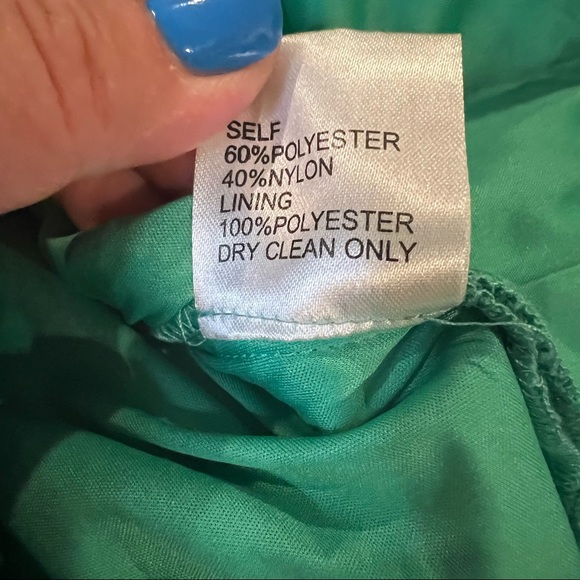 SELF
60%POLYESTER
40%NYLON
LINING
100%POLYESTER
DRY CLEAN ONLY